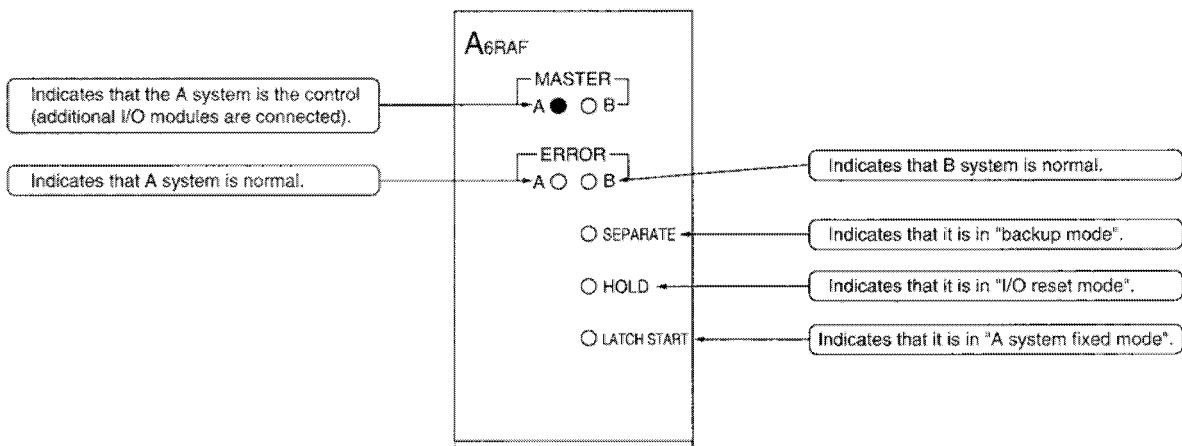 A6RAF
MASTER
A B
Indicates that the A system is the control
(additional I/O modules are connected).
ERROR
A B
Indicates that A system is normal.
Indicates that B system is normal.
SEPARATE
Indicates that it is in "backup mode".
HOLD
Indicates that it is in "I/O reset mode".
LATCH START
Indicates that it is in "A system fixed mode".